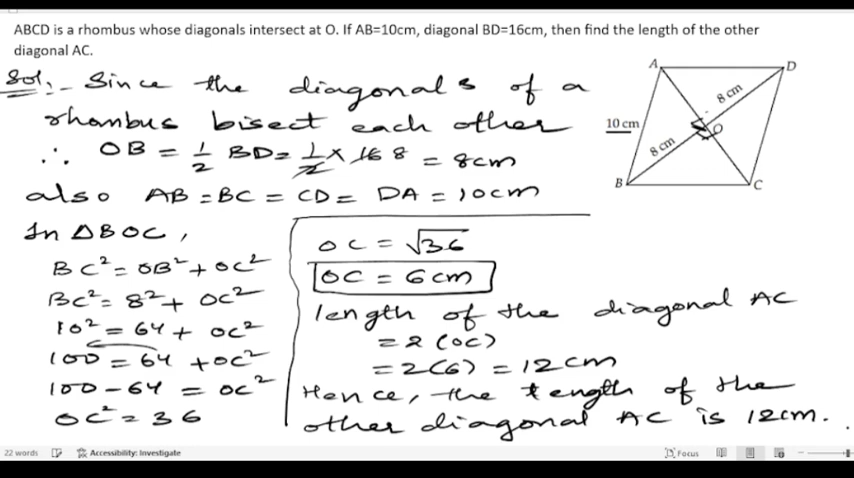 ABCD is a rhombus whose diagonals intersect at O. If AB=10cm, diagonal BD=16cm, then find the length of the other
diagonal AC.
Sol:- Since the diagonals of a
rhombus bisect each other
∴ OB = 1/2 BD = 1/2 × 16 8 = 8cm
also AB = BC = CD = DA = 10cm
In △BOC,
BC² = OB² + OC²
BC² = 8² + OC²
10² = 64 + OC²
100 = 64 + OC²
100 - 64 = OC²
OC² = 36
OC = √36
OC = 6cm
length of the diagonal AC
= 2 (OC)
= 2(6) = 12cm
Hence, the length of the
other diagonal AC is 12cm.
A
D
8 cm
10 cm
O
8 cm
B
C
22 words
Accessibility: Investigate
Focus